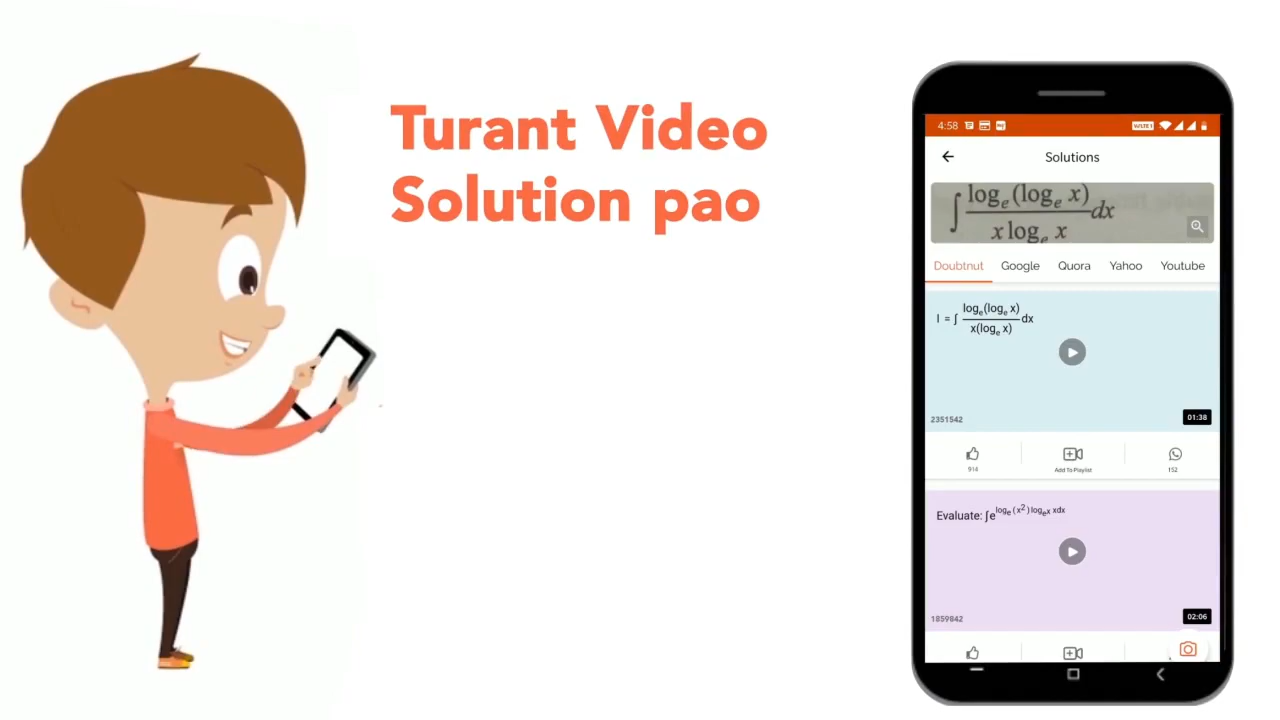 Turant Video
Solution pao
4:58
Solutions
∫ logₑ(logₑ x) / x logₑ x dx
Doubtnut Google Quora Yahoo Youtube
I = ∫ logₑ(logₑ x) / x(logₑ x) dx
2351542 01:38
914 Add To Playlist 152
Evaluate: ∫e^logₑ(x²)logₑx xdx
1859842 02:06